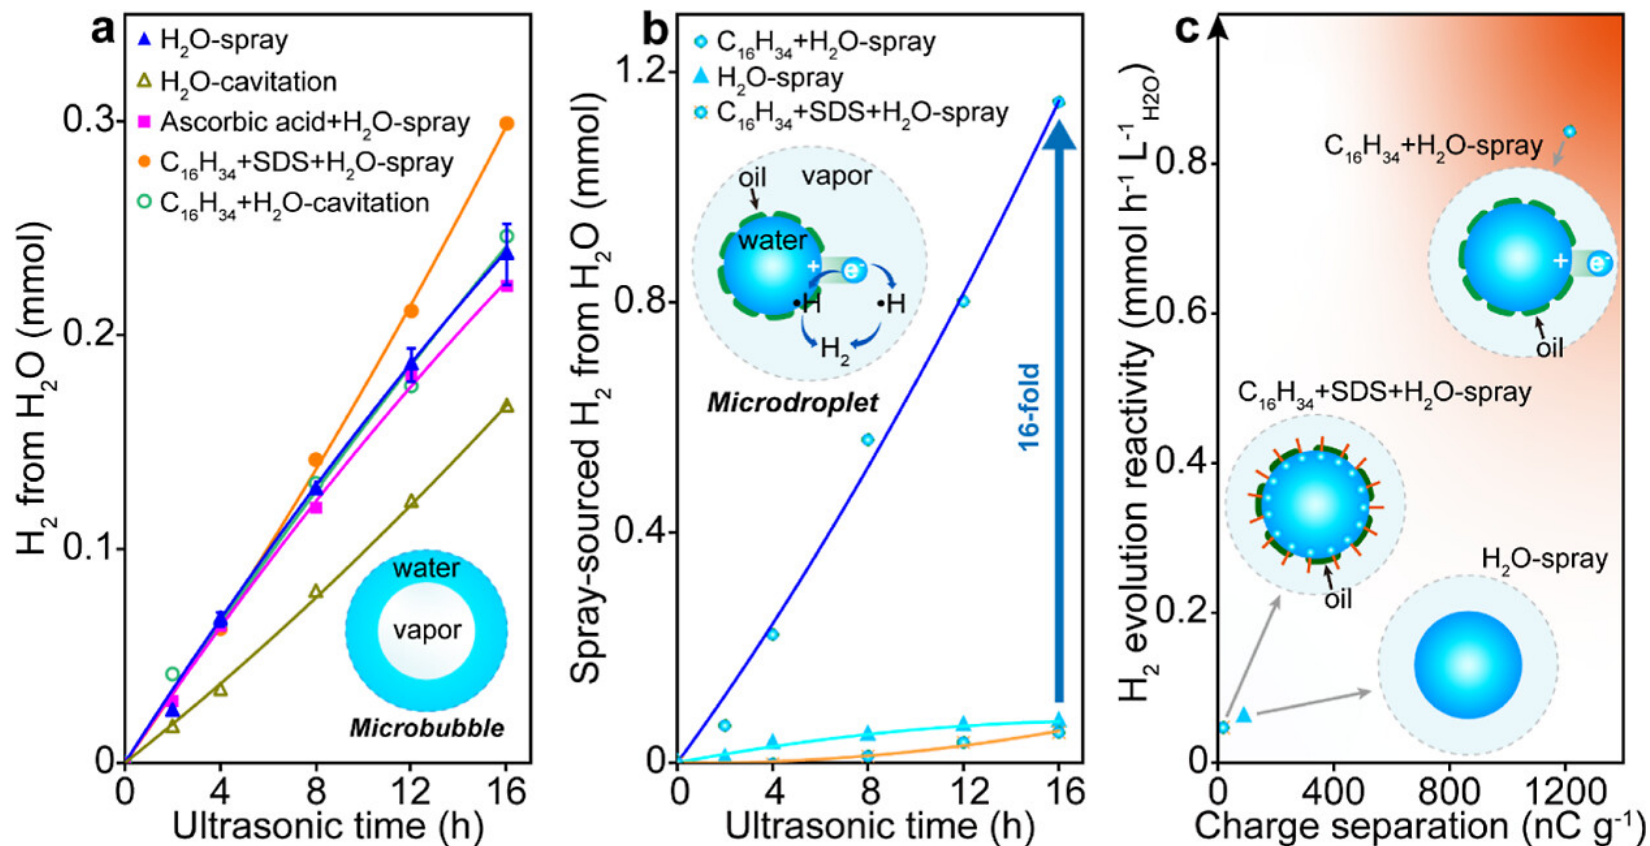 a
H₂O-spray
H₂O-cavitation
Ascorbic acid+H₂O-spray
C₁₆H₃₄+SDS+H₂O-spray
C₁₆H₃₄+H₂O-cavitation
H₂ from H₂O (mmol)
0.3
0.2
0.1
0
0 4 8 12 16
Ultrasonic time (h)
water
vapor
Microbubble
b
C₁₆H₃₄+H₂O-spray
H₂O-spray
C₁₆H₃₄+SDS+H₂O-spray
Spray-sourced H₂ from H₂O (mmol)
1.2
0.8
0.4
0
0 4 8 12 16
Ultrasonic time (h)
oil
vapor
water
+
e⁻
•H
•H
H₂
Microdroplet
16-fold
c
H₂ evolution reactivity (mmol h⁻¹ L⁻¹H2O)
0.8
0.6
0.4
0.2
0
0 400 800 1200
Charge separation (nC g⁻¹)
C₁₆H₃₄+H₂O-spray
+
e⁻
oil
C₁₆H₃₄+SDS+H₂O-spray
oil
H₂O-spray